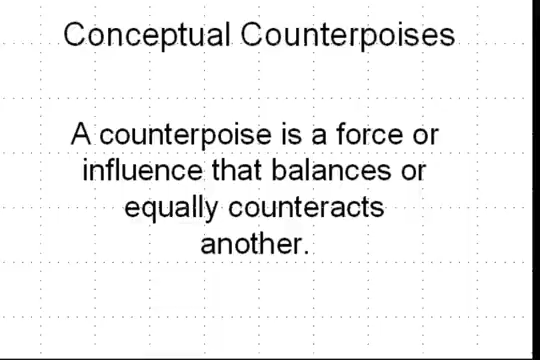 Conceptual Counterpoises
A counterpoise is a force or
influence that balances or
equally counteracts
another.